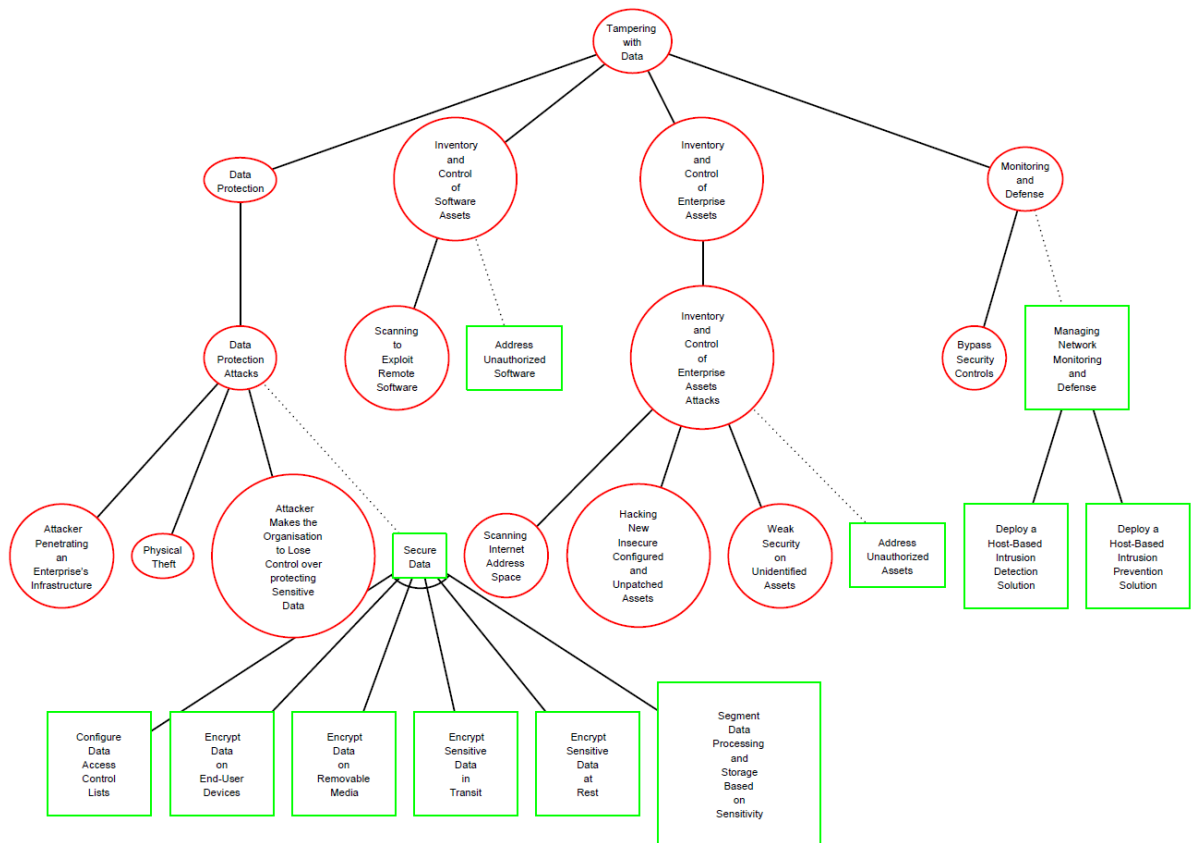 Tampering
with
Data
Data
Protection
Inventory
and
Control
of
Software
Assets
Inventory
and
Control
of
Enterprise
Assets
Monitoring
and
Defense
Data
Protection
Attacks
Scanning
to
Exploit
Remote
Software
Address
Unauthorized
Software
Inventory
and
Control
of
Enterprise
Assets
Attacks
Bypass
Security
Controls
Managing
Network
Monitoring
and
Defense
Attacker
Penetrating
an
Enterprise's
Infrastructure
Physical
Theft
Attacker
Makes the
Organisation
to Lose
Control over
protecting
Sensitive
Data
Secure
Data
Scanning
Internet
Address
Space
Hacking
New
Insecure
Configured
and
Unpatched
Assets
Weak
Security
on
Unidentified
Assets
Address
Unauthorized
Assets
Deploy a
Host-Based
Intrusion
Detection
Solution
Deploy a
Host-Based
Intrusion
Prevention
Solution
Configure
Data
Access
Control
Lists
Encrypt
Data
on
End-User
Devices
Encrypt
Data
on
Removable
Media
Encrypt
Sensitive
Data
in
Transit
Encrypt
Sensitive
Data
at
Rest
Segment
Data
Processing
and
Storage
Based
on
Sensitivity